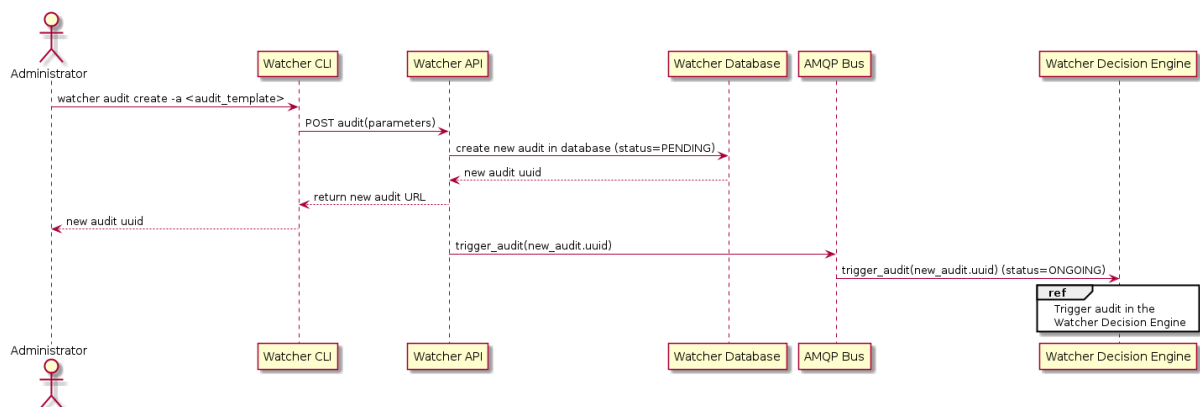 Administrator
Watcher CLI
Watcher API
Watcher Database
AMQP Bus
Watcher Decision Engine
watcher audit create -a <audit_template>
POST audit(parameters)
create new audit in database (status=PENDING)
new audit uuid
return new audit URL
new audit uuid
trigger_audit(new_audit.uuid)
trigger_audit(new_audit.uuid) (status=ONGOING)
ref
Trigger audit in the
Watcher Decision Engine
Administrator
Watcher CLI
Watcher API
Watcher Database
AMQP Bus
Watcher Decision Engine